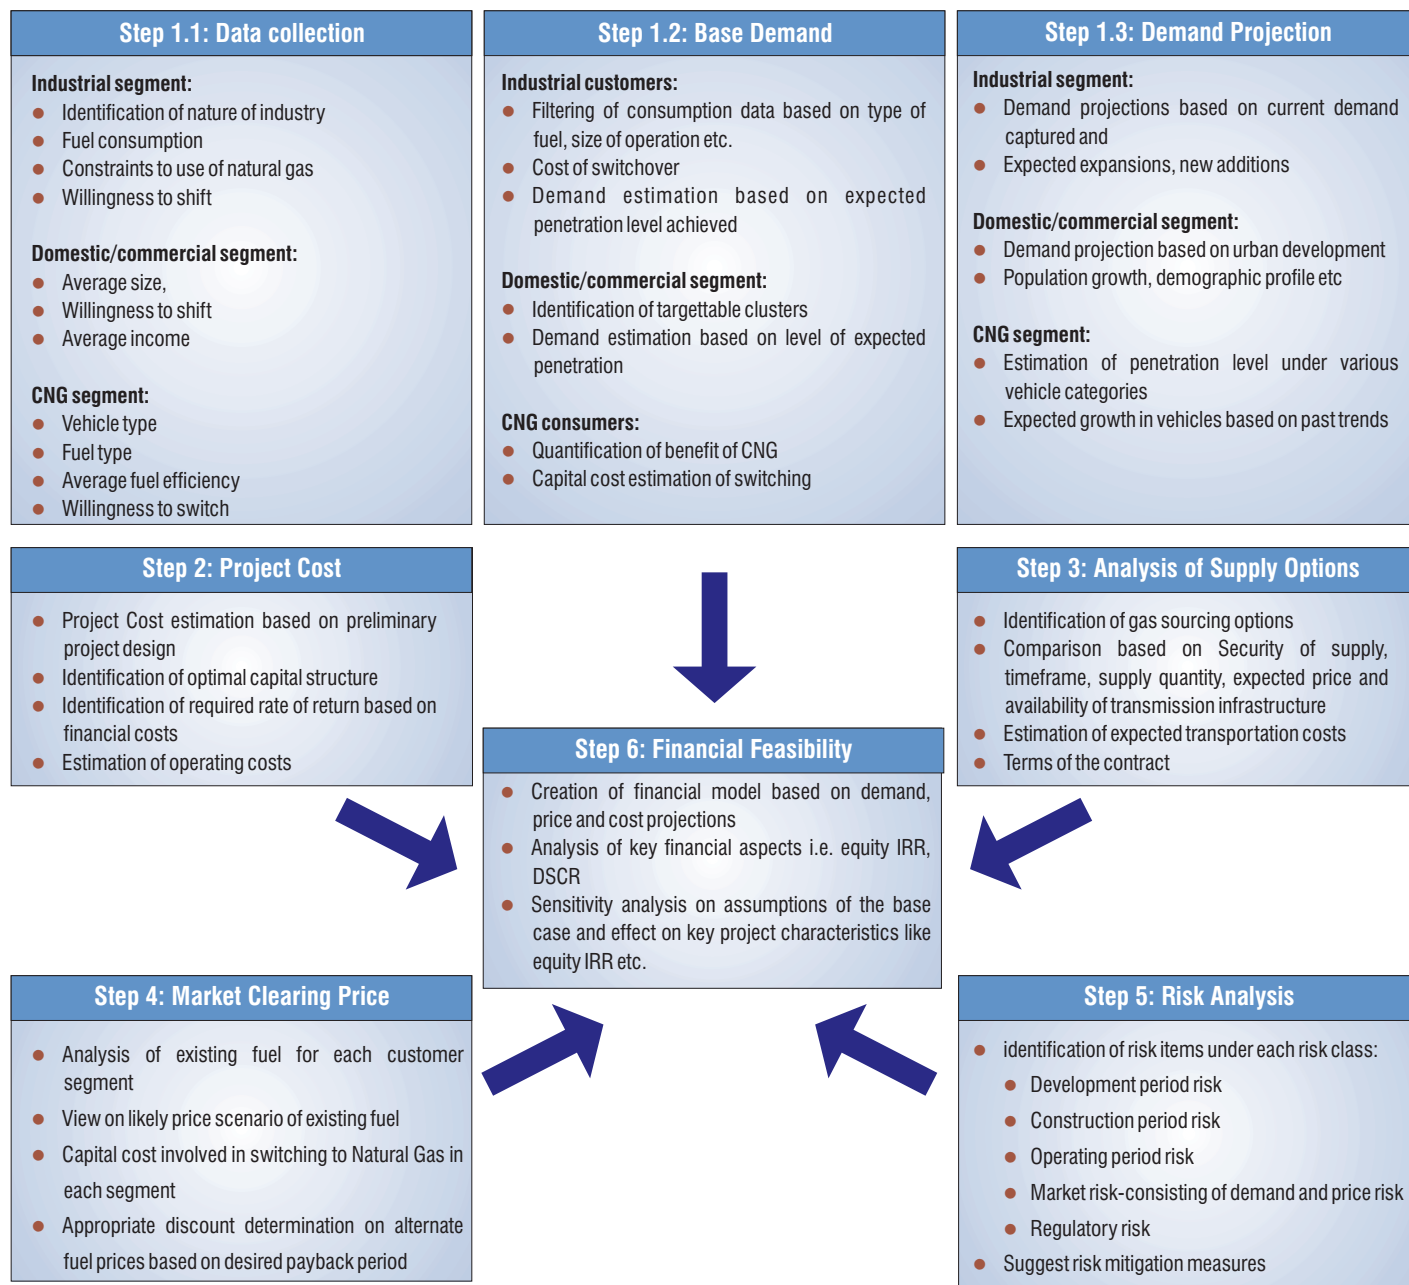 Step 1.1: Data collection
Industrial segment:
Identification of nature of industry
Fuel consumption
Constraints to use of natural gas
Willingness to shift
Domestic/commercial segment:
Average size,
Willingness to shift
Average income
CNG segment:
Vehicle type
Fuel type
Average fuel efficiency
Willingness to switch
Step 1.2: Base Demand
Industrial customers:
Filtering of consumption data based on type of
fuel, size of operation etc.
Cost of switchover
Demand estimation based on expected
penetration level achieved
Domestic/commercial segment:
Identification of targettable clusters
Demand estimation based on level of expected
penetration
CNG consumers:
Quantification of benefit of CNG
Capital cost estimation of switching
Step 1.3: Demand Projection
Industrial segment:
Demand projections based on current demand
captured and
Expected expansions, new additions
Domestic/commercial segment:
Demand projection based on urban development
Population growth, demographic profile etc
CNG segment:
Estimation of penetration level under various
vehicle categories
Expected growth in vehicles based on past trends
Step 2: Project Cost
Project Cost estimation based on preliminary
project design
Identification of optimal capital structure
Identification of required rate of return based on
financial costs
Estimation of operating costs
Step 3: Analysis of Supply Options
Identification of gas sourcing options
Comparison based on Security of supply,
timeframe, supply quantity, expected price and
availability of transmission infrastructure
Estimation of expected transportation costs
Terms of the contract
Step 6: Financial Feasibility
Creation of financial model based on demand,
price and cost projections
Analysis of key financial aspects i.e. equity IRR,
DSCR
Sensitivity analysis on assumptions of the base
case and effect on key project characteristics like
equity IRR etc.
Step 4: Market Clearing Price
Analysis of existing fuel for each customer
segment
View on likely price scenario of existing fuel
Capital cost involved in switching to Natural Gas in
each segment
Appropriate discount determination on alternate
fuel prices based on desired payback period
Step 5: Risk Analysis
identification of risk items under each risk class:
Development period risk
Construction period risk
Operating period risk
Market risk-consisting of demand and price risk
Regulatory risk
Suggest risk mitigation measures